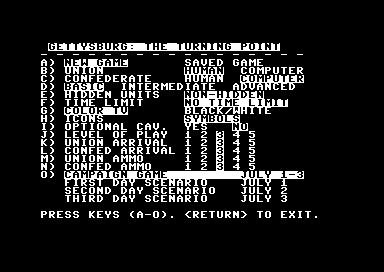 GETTYSBURG: THE TURNING POINT
- - - - - - - - - - - - - - - - - - - -
A) NEW GAME SAVED GAME
B) UNION HUMAN COMPUTER
C) CONFEDERATE HUMAN COMPUTER
D) BASIC INTERMEDIATE ADVANCED
E) HIDDEN UNITS NON-HIDDEN
F) TIME LIMIT NO TIME LIMIT
G) COLOR TV BLACK/WHITE
H) ICONS SYMBOLS
I) OPTIONAL CAV. YES NO
J) LEVEL OF PLAY 1 2 3 4 5
K) UNION ARRIVAL 1 2 3 4 5
L) CONFED ARRIVAL 1 2 3 4 5
M) UNION AMMO 1 2 3 4 5
N) CONFED AMMO 1 2 3 4 5
O) CAMPAIGN GAME JULY 1-3
FIRST DAY SCENARIO JULY 1
SECOND DAY SCENARIO JULY 2
THIRD DAY SCENARIO JULY 3
PRESS KEYS (A-O). <RETURN> TO EXIT.